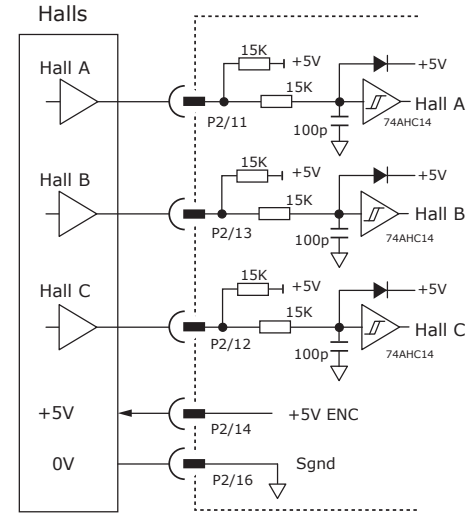 Halls
15K
+5V
+5V
Hall A
15K
Hall A
P2/11
100p
74AHC14
15K
+5V
+5V
Hall B
15K
Hall B
P2/13
100p
74AHC14
15K
+5V
+5V
Hall C
15K
Hall C
P2/12
100p
74AHC14
+5V
+5V ENC
P2/14
0V
Sgnd
P2/16